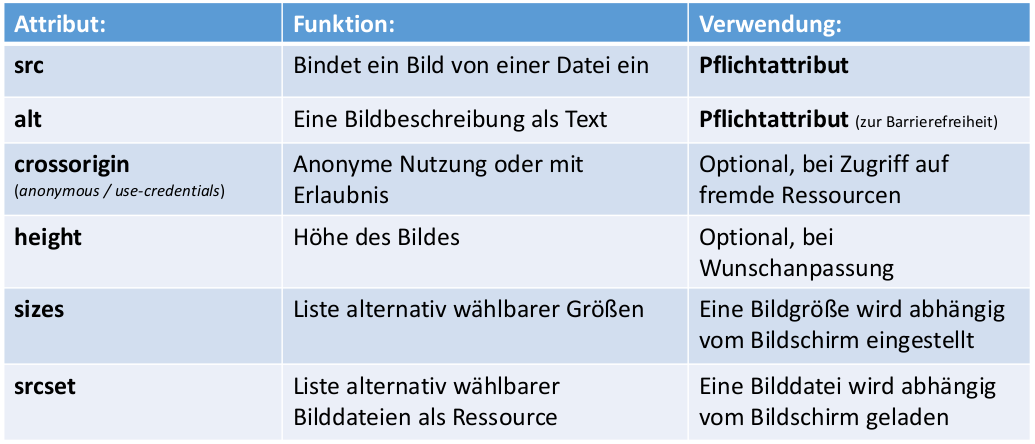 Attribut: Funktion: Verwendung:
src Bindet ein Bild von einer Datei ein Pflichtattribut
alt Eine Bildbeschreibung als Text Pflichtattribut (zur Barrierefreiheit)
crossorigin
(anonymous / use-credentials)
Anonyme Nutzung oder mit
Erlaubnis
Optional, bei Zugriff auf
fremde Ressourcen
height Höhe des Bildes
Optional, bei
Wunschanpassung
sizes Liste alternativ wählbarer Größen
Eine Bildgröße wird abhängig
vom Bildschirm eingestellt
srcset
Liste alternativ wählbarer
Bilddateien als Ressource
Eine Bilddatei wird abhängig
vom Bildschirm geladen